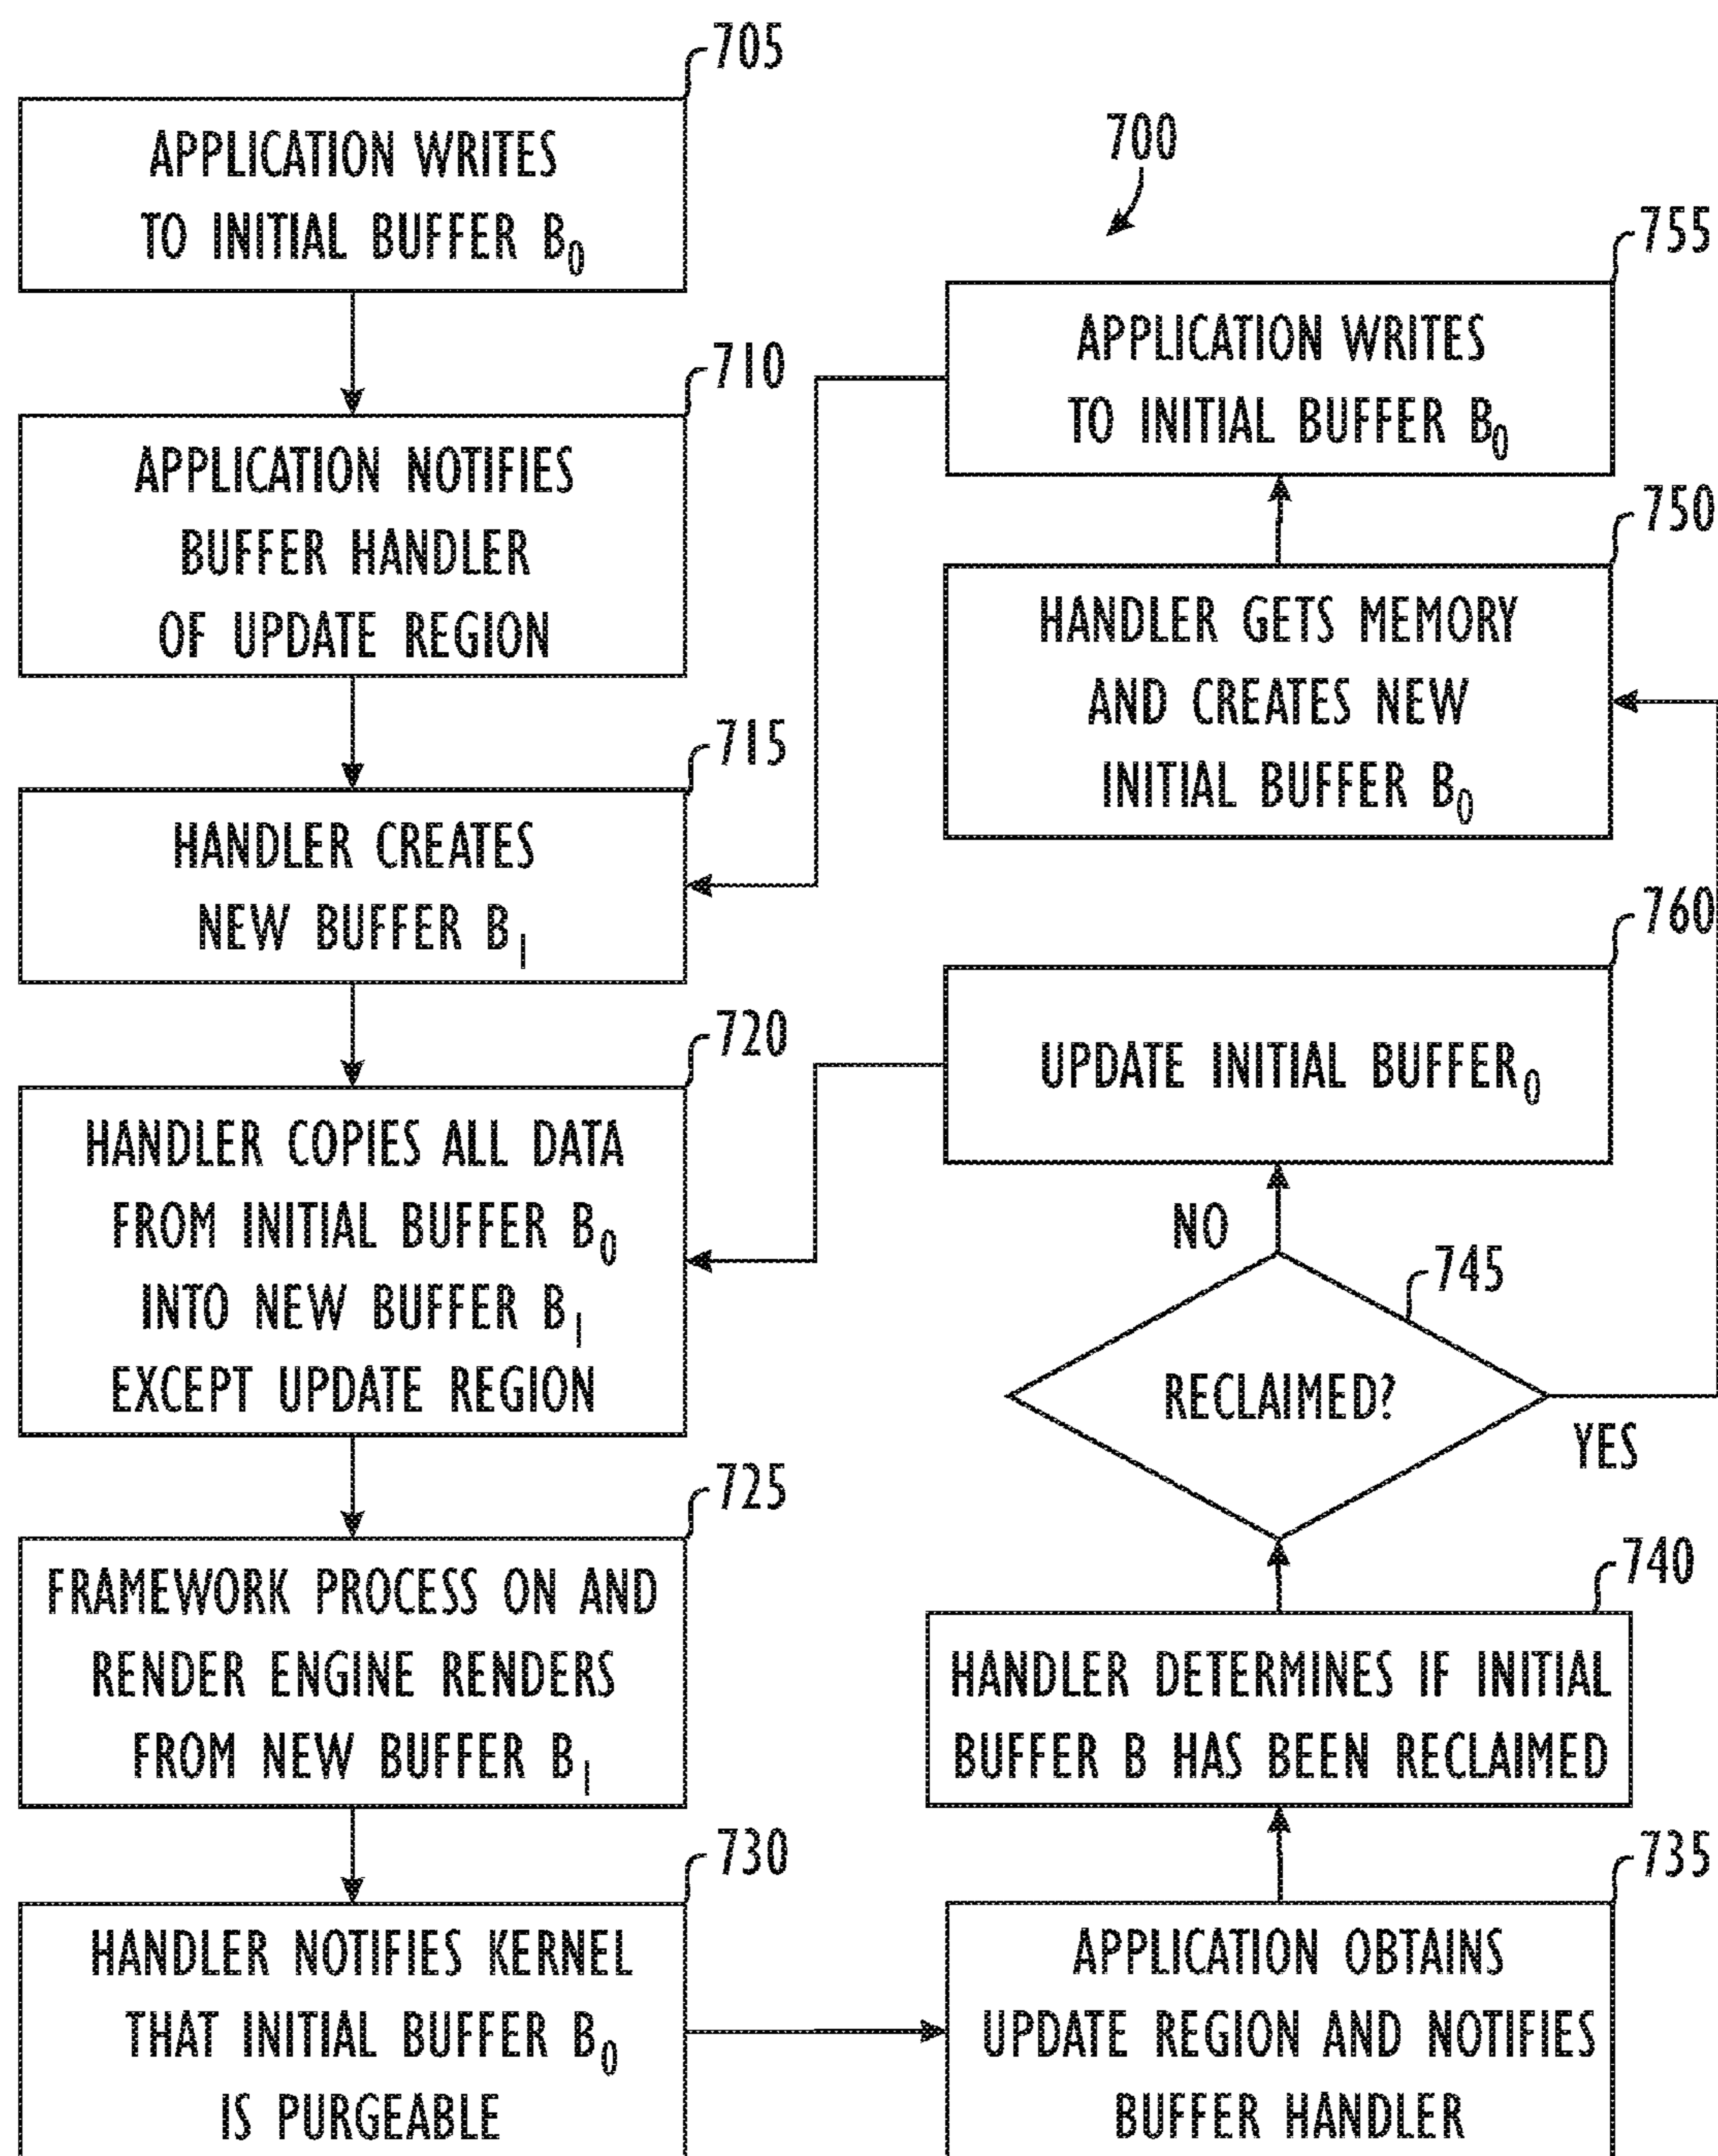 705
APPLICATION WRITES
TO INITIAL BUFFER B₀
710
APPLICATION NOTIFIES
BUFFER HANDLER
OF UPDATE REGION
715
HANDLER CREATES
NEW BUFFER B₁
720
HANDLER COPIES ALL DATA
FROM INITIAL BUFFER B₀
INTO NEW BUFFER B₁
EXCEPT UPDATE REGION
725
FRAMEWORK PROCESS ON AND
RENDER ENGINE RENDERS
FROM NEW BUFFER B₁
730
HANDLER NOTIFIES KERNEL
THAT INITIAL BUFFER B₀
IS PURGEABLE
700
755
APPLICATION WRITES
TO INITIAL BUFFER B₀
750
HANDLER GETS MEMORY
AND CREATES NEW
INITIAL BUFFER B₀
760
UPDATE INITIAL BUFFER₀
NO
745
RECLAIMED?
YES
740
HANDLER DETERMINES IF INITIAL
BUFFER B HAS BEEN RECLAIMED
735
APPLICATION OBTAINS
UPDATE REGION AND NOTIFIES
BUFFER HANDLER